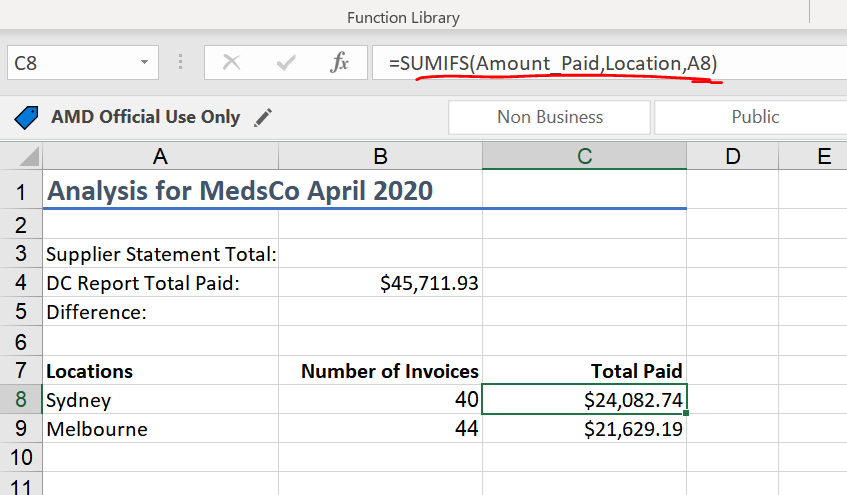 Function Library
C8 fx =SUMIFS(Amount_Paid,Location,A8)
AMD Official Use Only Non Business Public
A B C D E
1 Analysis for MedsCo April 2020
2
3 Supplier Statement Total:
4 DC Report Total Paid: $45,711.93
5 Difference:
6
7 Locations Number of Invoices Total Paid
8 Sydney 40 $24,082.74
9 Melbourne 44 $21,629.19
10
11